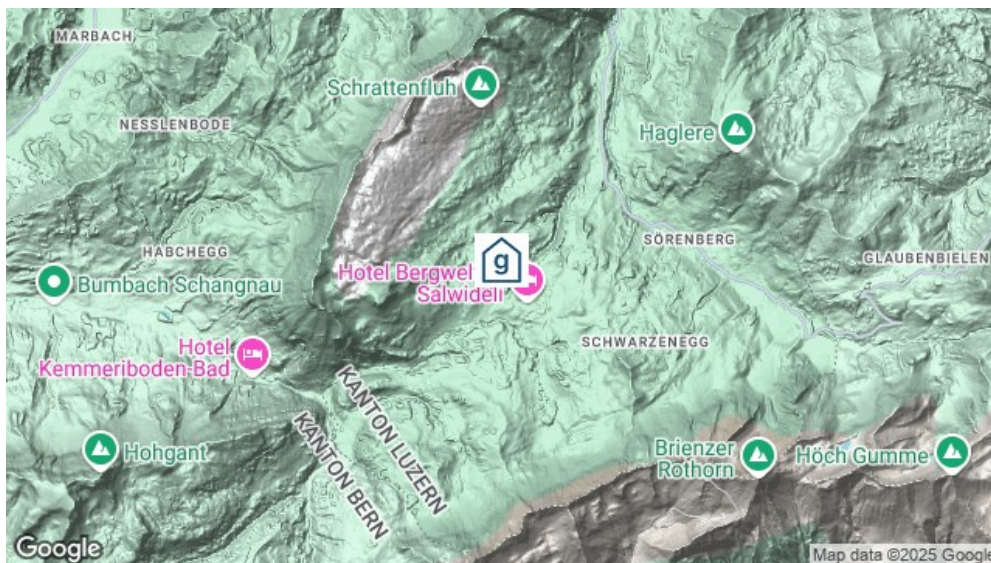 MARBACH
Schrattenfluh
NESSLENBODE
Haglere
HABCHEGG
SÖRENBERG
GLAUBENBIELEN
g
Hotel Bergwel
Salwideli
Bumbach Schangnau
Hotel
Kemmeriboden-Bad
SCHWARZENEGG
KANTON LUZERN
KANTON BERN
Hohgant
Brienzer
Rothorn
Höch Gumme
Google
Map data ©2025 Google